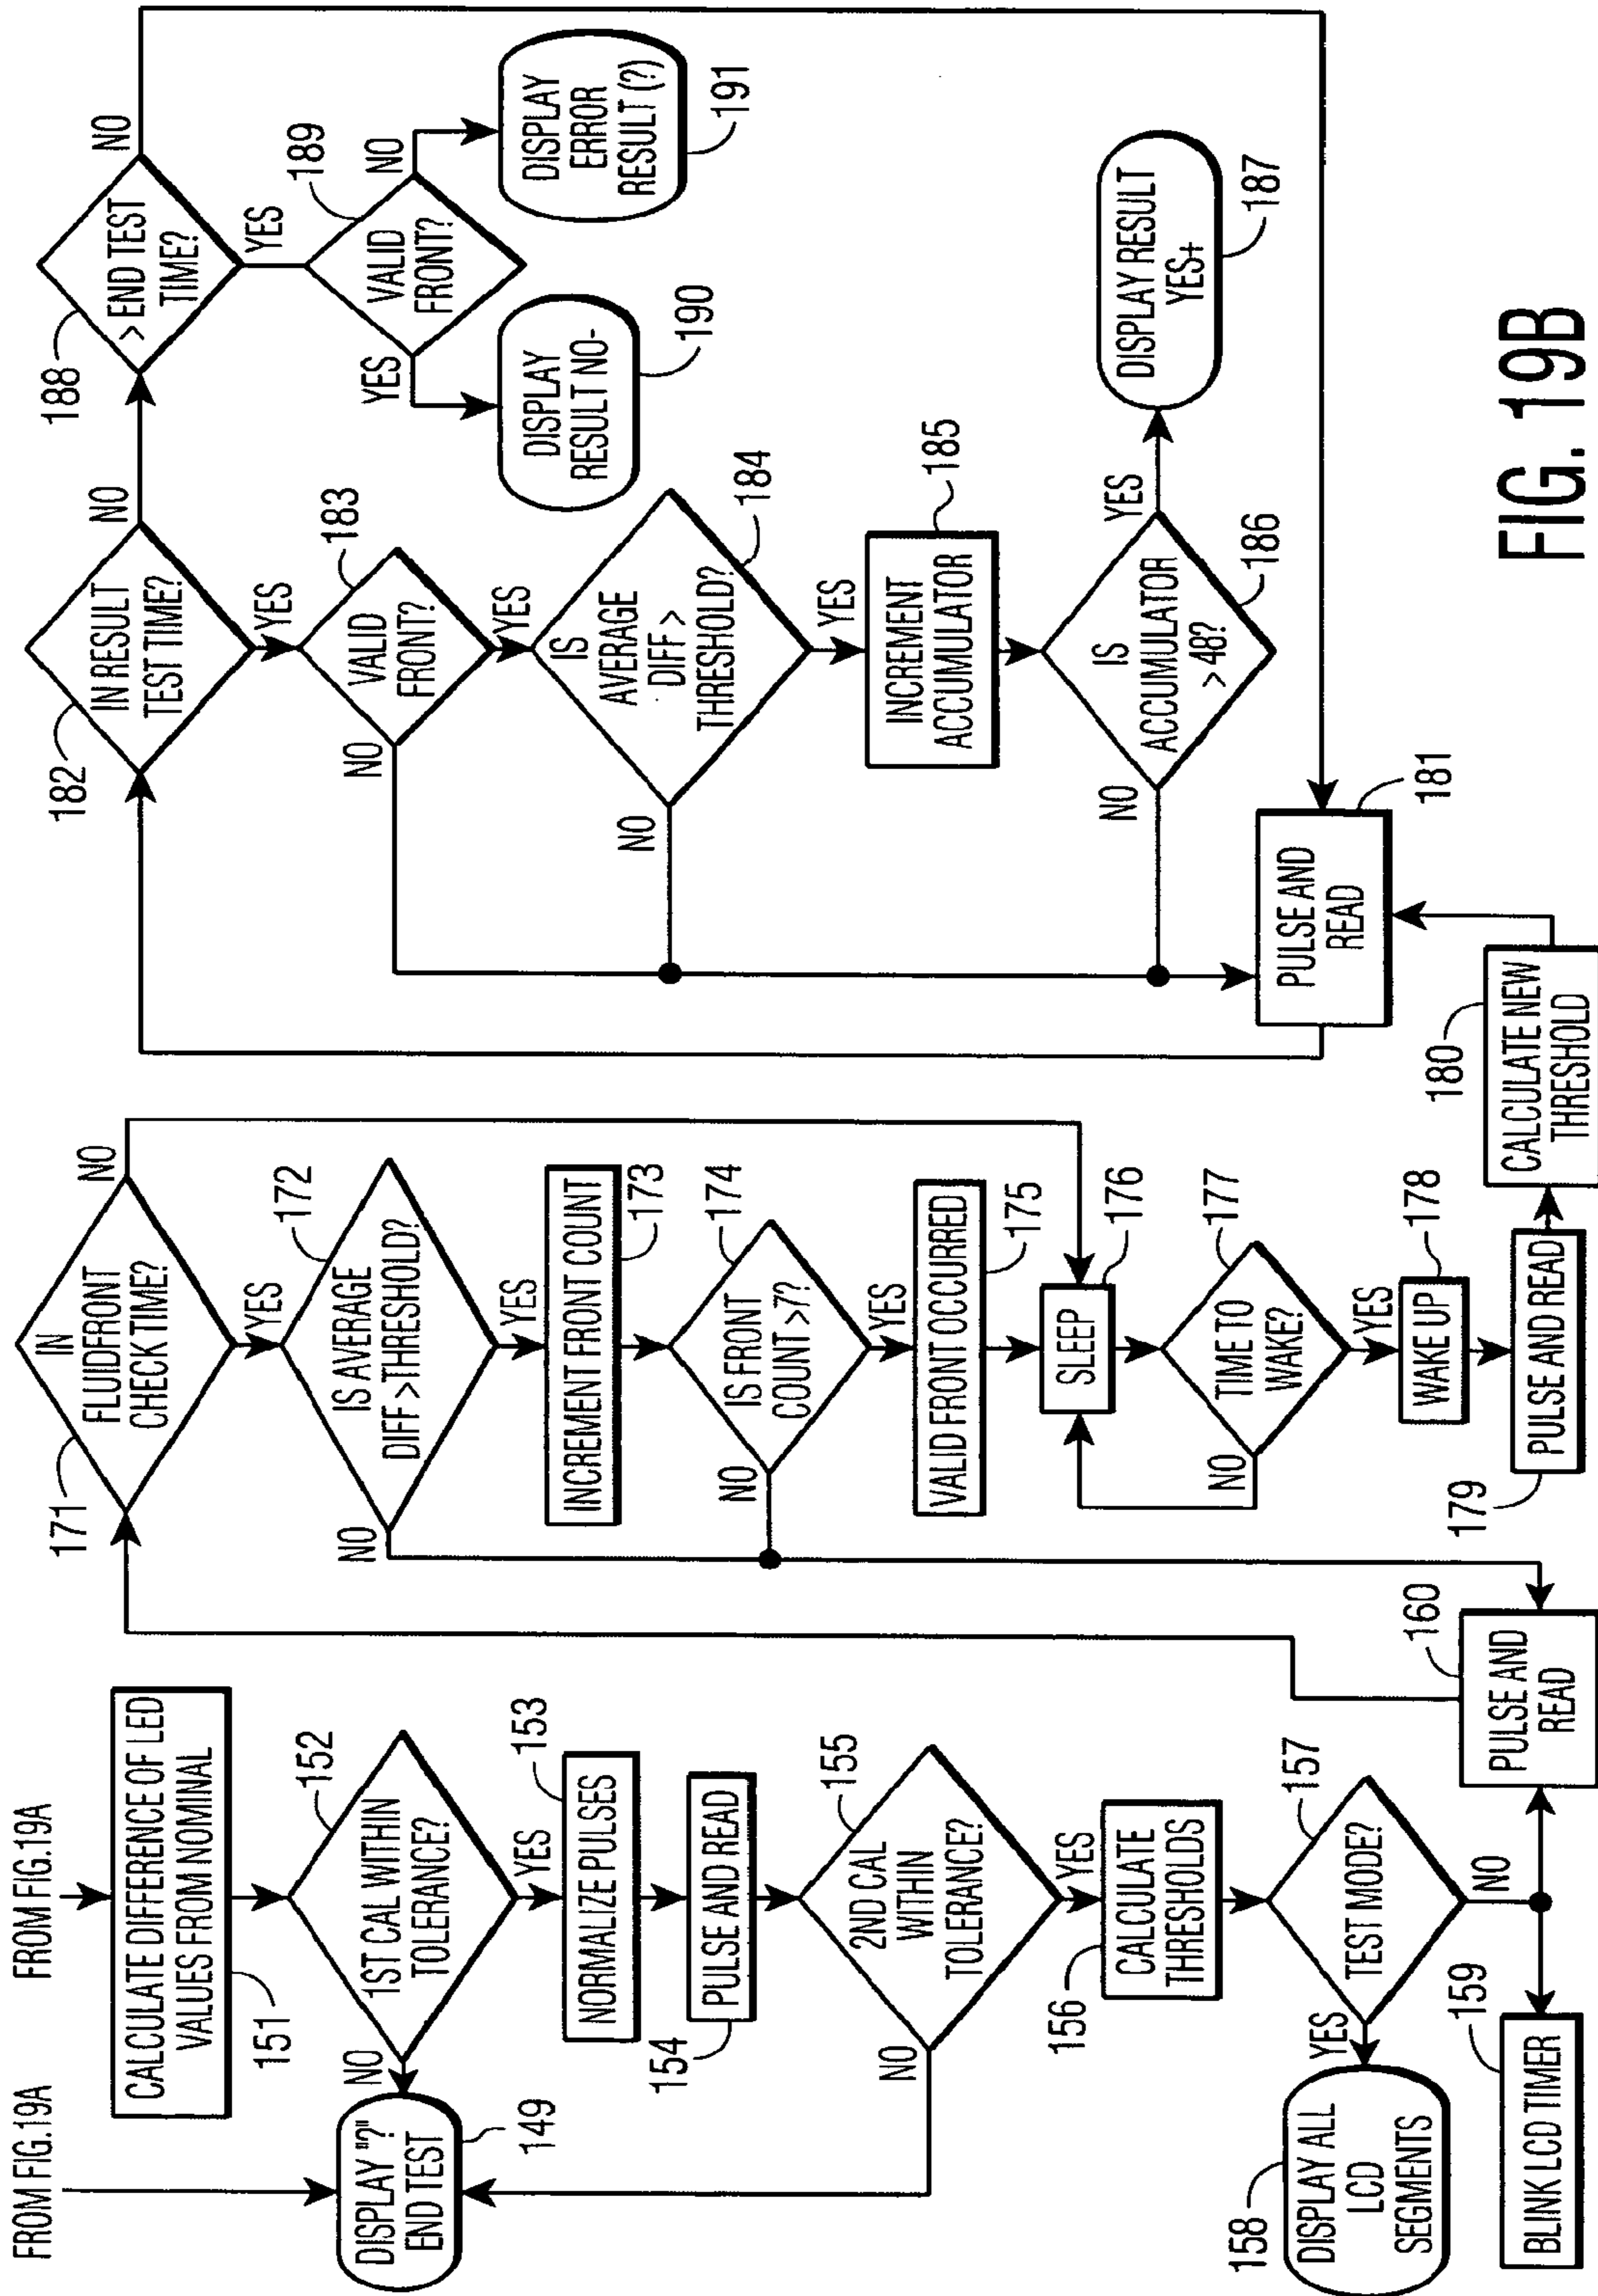 FROM FIG.19A
FROM FIG.19A
CALCULATE DIFFERENCE OF LED
VALUES FROM NOMINAL
151
1ST CAL WITHIN
TOLERANCE?
152
NO
YES
DISPLAY "?"
END TEST
149
NORMALIZE PULSES
153
PULSE AND READ
154
2ND CAL
WITHIN
TOLERANCE?
155
NO
YES
CALCULATE
THRESHOLDS
156
TEST MODE?
157
YES
NO
DISPLAY ALL
LCD
SEGMENTS
158
BLINK LCD TIMER
159
PULSE AND
READ
160
IN
FLUIDFRONT
CHECK TIME?
171
NO
YES
IS AVERAGE
DIFF >THRESHOLD?
172
NO
YES
INCREMENT FRONT COUNT
173
IS FRONT
COUNT >7?
174
NO
YES
VALID FRONT OCCURRED
175
SLEEP
176
TIME TO
WAKE?
177
NO
YES
WAKE UP
178
PULSE AND READ
179
CALCULATE NEW
THRESHOLD
180
PULSE AND
READ
181
IN RESULT
TEST TIME?
182
NO
YES
VALID
FRONT?
183
NO
YES
IS
AVERAGE
DIFF >
THRESHOLD?
184
NO
YES
INCREMENT
ACCUMULATOR
185
IS
ACCUMULATOR
> 48?
186
NO
YES
DISPLAY RESULT
YES+
187
> END TEST
TIME?
188
NO
YES
VALID
FRONT?
189
YES
NO
DISPLAY
RESULT NO-
190
DISPLAY
ERROR
RESULT (?)
191
FIG. 19B